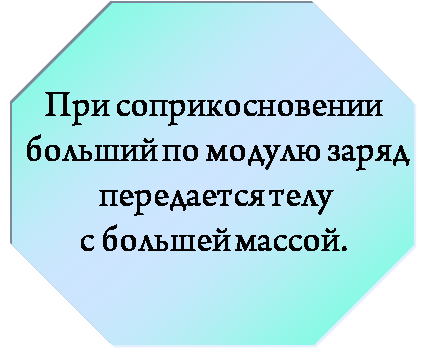 При соприкосновении
больший по модулю заряд
передается телу
с большей массой.